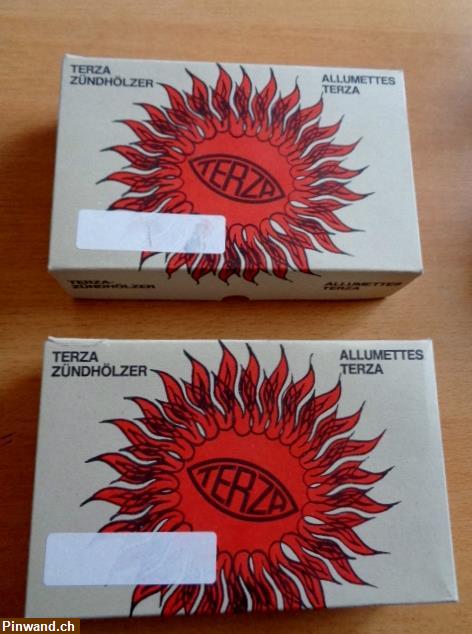 TERZA
ZÜNDHÖLZER
ALLUMETTES
TERZA
TERZA
TERZA-
ZÜNDHÖLZER
ALLUMETTES
TERZA
TERZA
ZÜNDHÖLZER
ALLUMETTES
TERZA
TERZA
Pinwand.ch